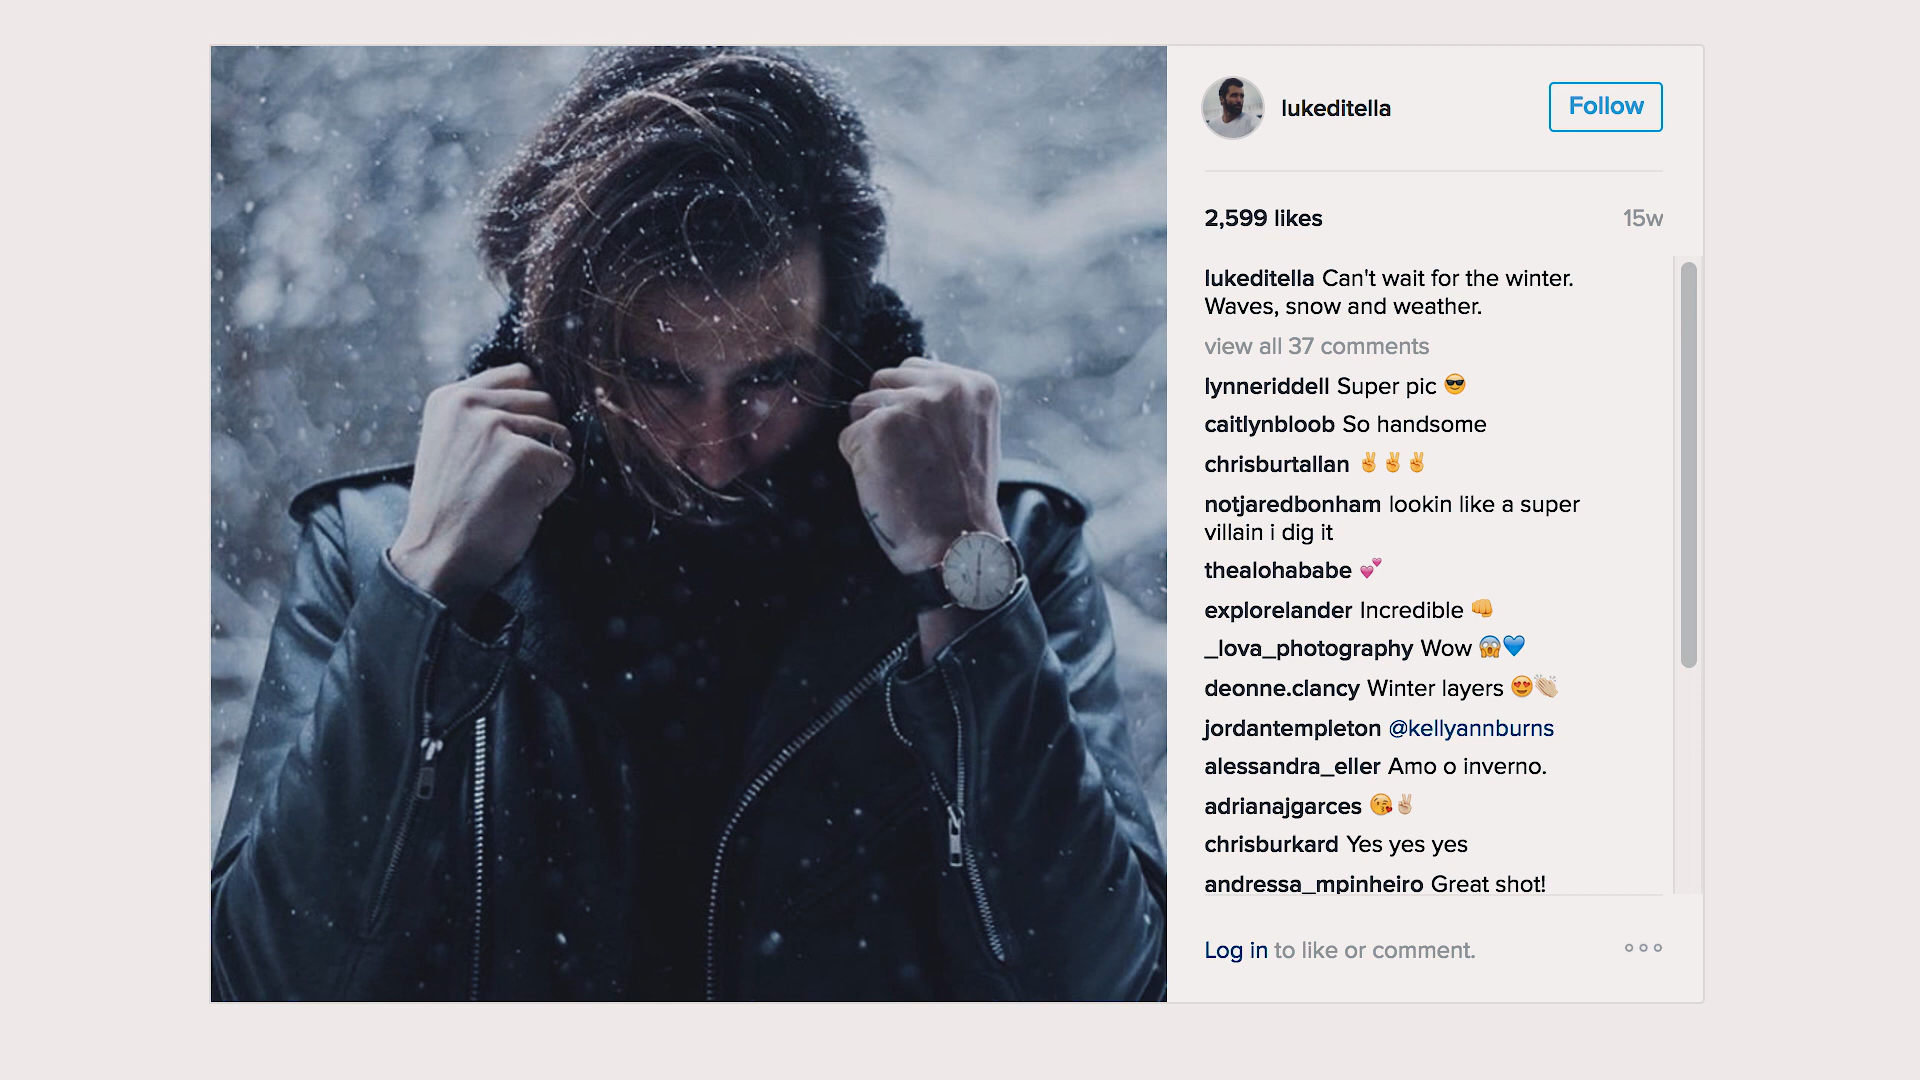 lukeditella
Follow
2,599 likes
15w
lukeditella Can't wait for the winter.
Waves, snow and weather.
view all 37 comments
lynneriddell Super pic 😎
caitlynbloob So handsome
chrisburtallan ✌️✌️✌️
notjaredbonham lookin like a super
villain i dig it
thealohababe 💕
explorelander Incredible 👊
_lova_photography Wow 😱💙
deonne.clancy Winter layers 😍👏🏼
jordantempleton @kellyannburns
alessandra_eller Amo o inverno.
adrianajgarces 😘✌🏼
chrisburkard Yes yes yes
andressa_mpinheiro Great shot!
Log in to like or comment.